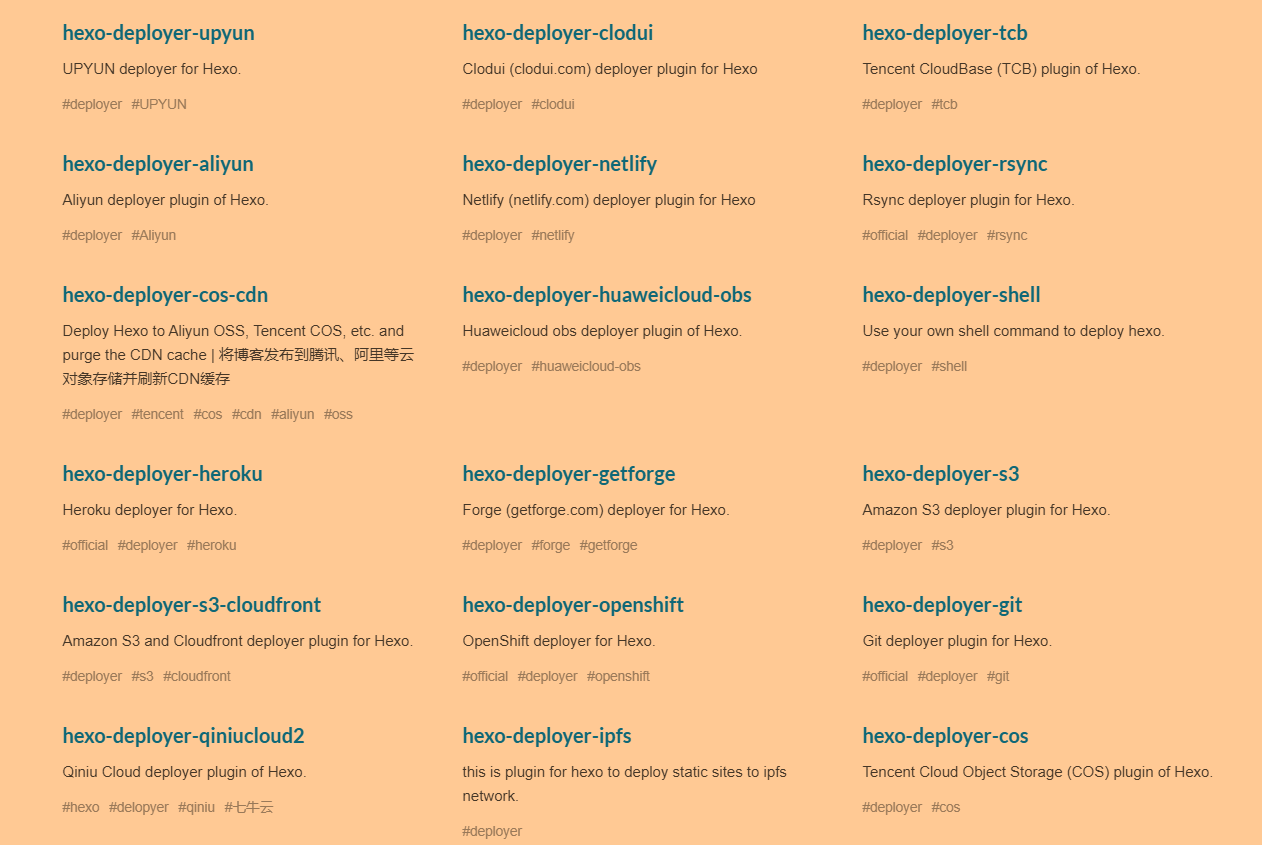 hexo-deployer-upyun
UPYUN deployer for Hexo.
#deployer #UPYUN
hexo-deployer-clodui
Clodui (clodui.com) deployer plugin for Hexo
#deployer #clodui
hexo-deployer-tcb
Tencent CloudBase (TCB) plugin of Hexo.
#deployer #tcb
hexo-deployer-aliyun
Aliyun deployer plugin of Hexo.
#deployer #Aliyun
hexo-deployer-netlify
Netlify (netlify.com) deployer plugin for Hexo
#deployer #netlify
hexo-deployer-rsync
Rsync deployer plugin for Hexo.
#official #deployer #rsync
hexo-deployer-cos-cdn
Deploy Hexo to Aliyun OSS, Tencent COS, etc. and
purge the CDN cache | 将博客发布到腾讯、阿里等云
对象存储并刷新CDN缓存
#deployer #tencent #cos #cdn #aliyun #oss
hexo-deployer-huaweicloud-obs
Huaweicloud obs deployer plugin of Hexo.
#deployer #huaweicloud-obs
hexo-deployer-shell
Use your own shell command to deploy hexo.
#deployer #shell
hexo-deployer-heroku
Heroku deployer for Hexo.
#official #deployer #heroku
hexo-deployer-getforge
Forge (getforge.com) deployer for Hexo.
#deployer #forge #getforge
hexo-deployer-s3
Amazon S3 deployer plugin for Hexo.
#deployer #s3
hexo-deployer-s3-cloudfront
Amazon S3 and Cloudfront deployer plugin for Hexo.
#deployer #s3 #cloudfront
hexo-deployer-openshift
OpenShift deployer for Hexo.
#official #deployer #openshift
hexo-deployer-git
Git deployer plugin for Hexo.
#official #deployer #git
hexo-deployer-qiniucloud2
Qiniu Cloud deployer plugin of Hexo.
#hexo #delopyer #qiniu #七牛云
hexo-deployer-ipfs
this is plugin for hexo to deploy static sites to ipfs
network.
#deployer
hexo-deployer-cos
Tencent Cloud Object Storage (COS) plugin of Hexo.
#deployer #cos